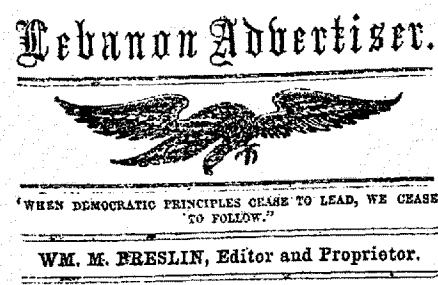 Lebanon Advertiser.
"WHEN DEMOCRATIC PRINCIPLES CEASE TO LEAD, WE CEASE
TO FOLLOW."
WM. M. BRESLIN, Editor and Proprietor.